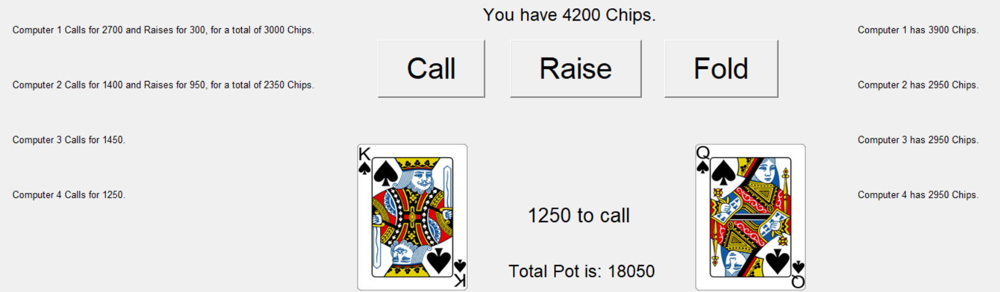 You have 4200 Chips.
Computer 1 Calls for 2700 and Raises for 300, for a total of 3000 Chips.
Computer 1 has 3900 Chips.
Call
Raise
Fold
Computer 2 Calls for 1400 and Raises for 950, for a total of 2350 Chips.
Computer 2 has 2950 Chips.
Computer 3 Calls for 1450.
Computer 3 has 2950 Chips.
K
Q
Computer 4 Calls for 1250.
Computer 4 has 2950 Chips.
1250 to call
Total Pot is: 18050
K
Q